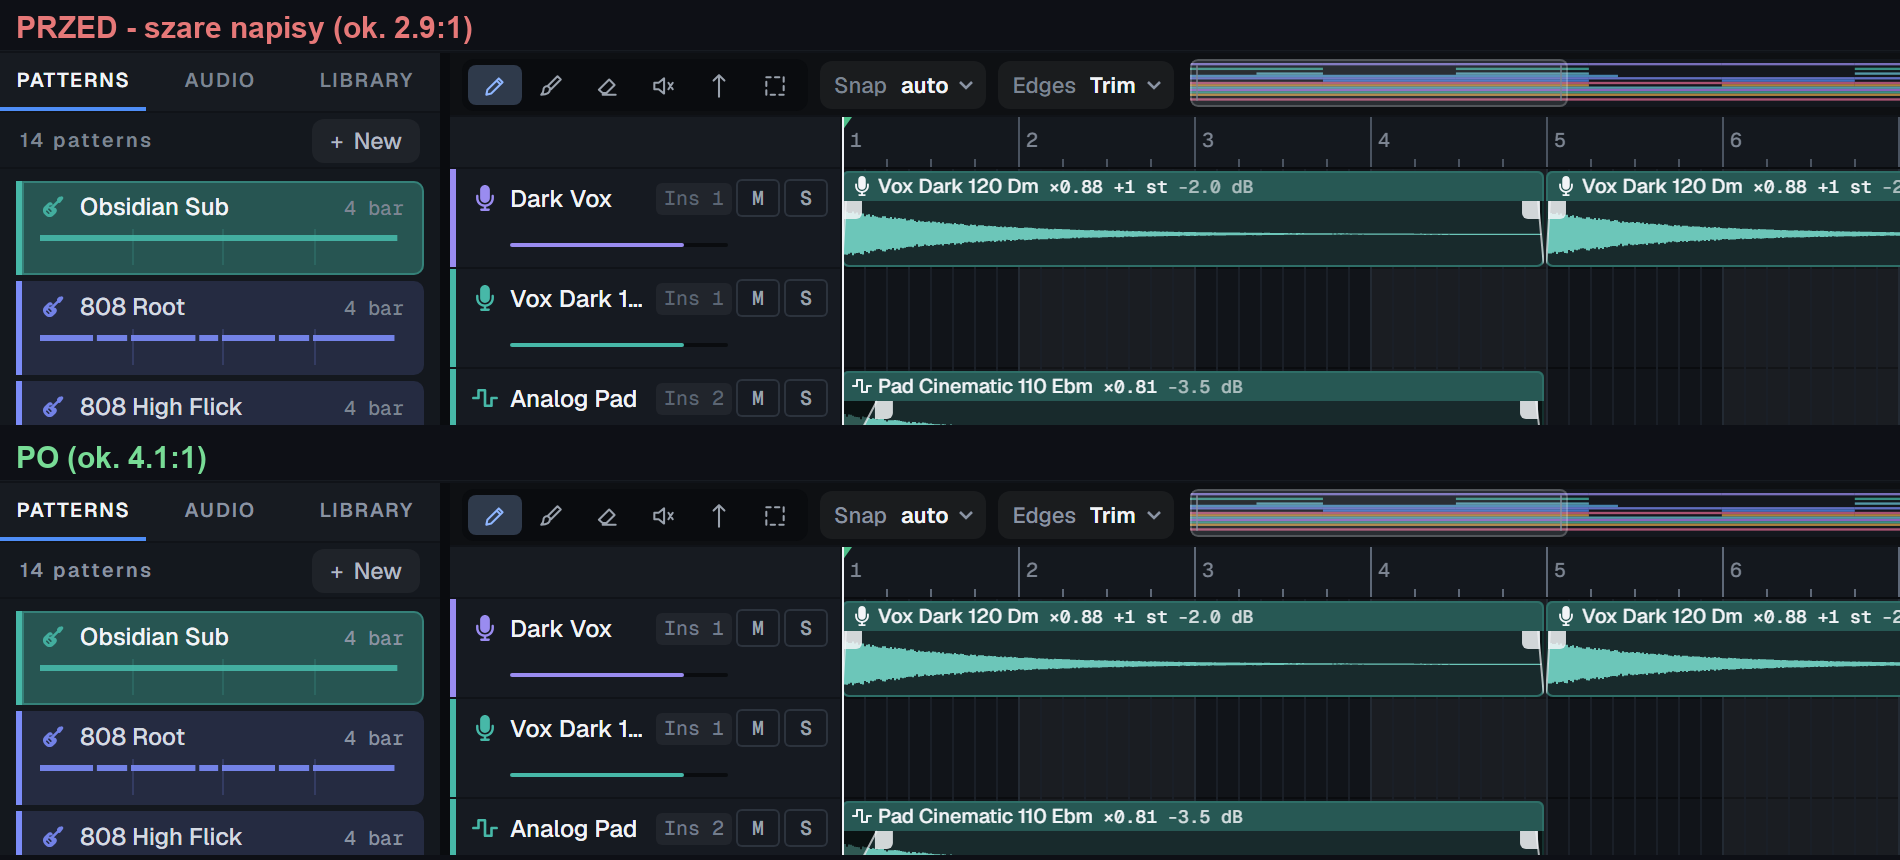 PRZED - szare napisy (ok. 2.9:1)
PATTERNS AUDIO LIBRARY
Snap auto Edges Trim
14 patterns + New
1 2 3 4 5 6
Obsidian Sub 4 bar
Dark Vox Ins 1 M S
Vox Dark 120 Dm ×0.88 +1 st -2.0 dB
Vox Dark 120 Dm ×0.88 +1 st -2
808 Root 4 bar
Vox Dark 1... Ins 1 M S
808 High Flick 4 bar
Analog Pad Ins 2 M S
Pad Cinematic 110 Ebm ×0.81 -3.5 dB
PO (ok. 4.1:1)
PATTERNS AUDIO LIBRARY
Snap auto Edges Trim
14 patterns + New
1 2 3 4 5 6
Obsidian Sub 4 bar
Dark Vox Ins 1 M S
Vox Dark 120 Dm ×0.88 +1 st -2.0 dB
Vox Dark 120 Dm ×0.88 +1 st -2
808 Root 4 bar
Vox Dark 1... Ins 1 M S
808 High Flick 4 bar
Analog Pad Ins 2 M S
Pad Cinematic 110 Ebm ×0.81 -3.5 dB